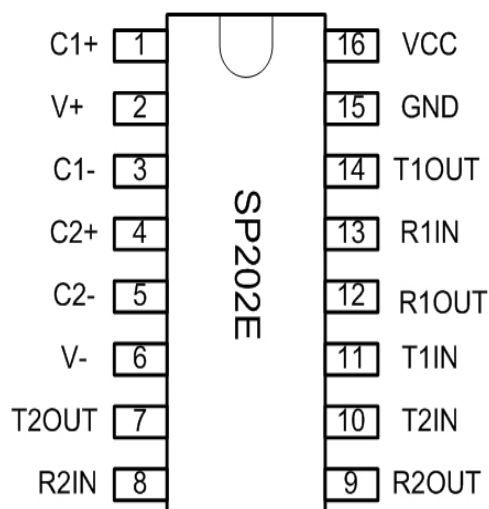 C1+ 1 16 VCC
V+ 2 15 GND
C1- 3 14 T1OUT
C2+ 4 13 R1IN
C2- 5 12 R1OUT
V- 6 11 T1IN
T2OUT 7 10 T2IN
R2IN 8 9 R2OUT
SP202E